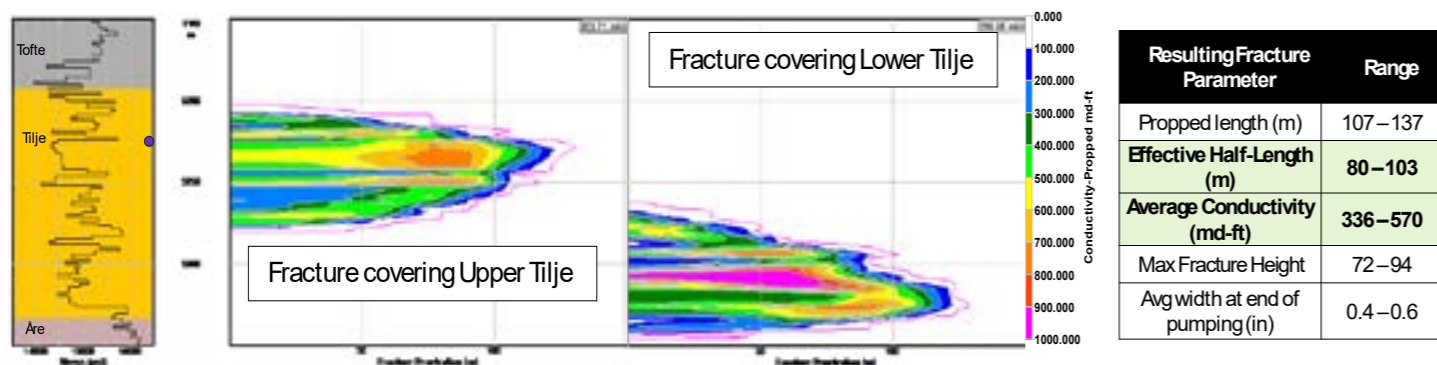 Tofte
Tilje
Åre
Fracture covering Upper Tilje
Fracture covering Lower Tilje
0.000
100.000
200.000
300.000
400.000
500.000
600.000
700.000
800.000
900.000
1000.000
Conductivity-Propped md-ft
Resulting Fracture
Parameter
Range
Propped length (m)
107–137
Effective Half-Length
(m)
80–103
Average Conductivity
(md-ft)
336–570
Max Fracture Height
72–94
Avg width at end of
pumping (in)
0.4–0.6